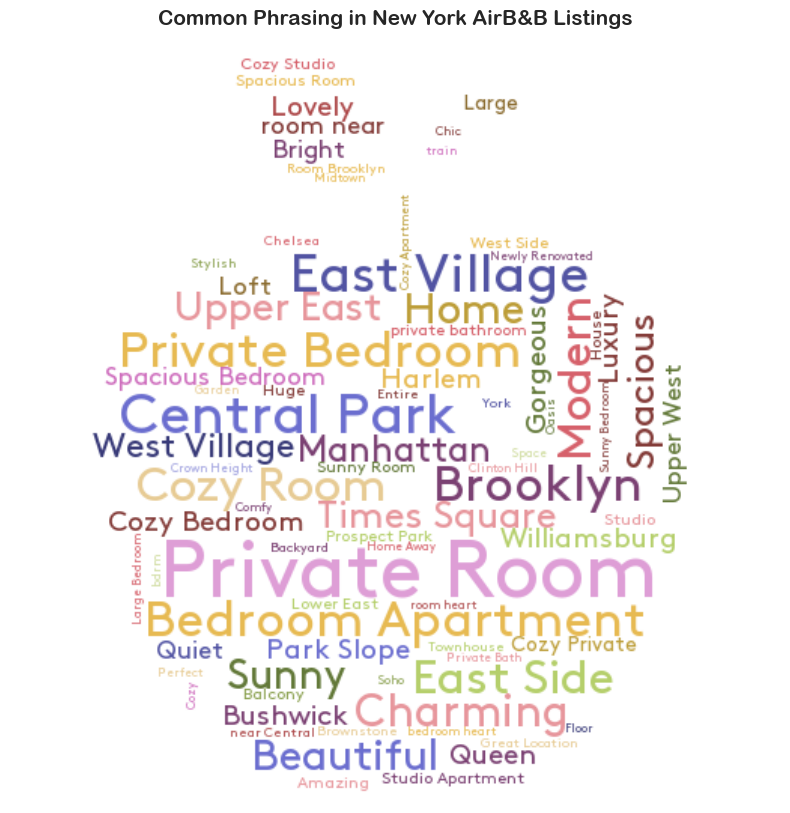 Common Phrasing in New York AirB&B Listings
Cozy Studio
Spacious Room
Lovely
Large
room near
Chic
Bright
train
Room Brooklyn
Midtown
Cozy Apartment
Chelsea
West Side
Newly Renovated
Stylish
East Village
Loft
Upper East
Home
private bathroom
Gorgeous
Modern
House
Luxury
Spacious
Private Bedroom
Spacious Bedroom
Harlem
Garden
Huge
Entire
York
Oasis
Sunny Bedroom
Upper West
Central Park
West Village
Manhattan
Space
Crown Height
Sunny Room
Clinton Hill
Cozy Room
Brooklyn
Comfy
Cozy Bedroom
Times Square
Studio
Prospect Park
Williamsburg
Backyard
Home Away
Large Bedroom
bdrm
Private Room
Lower East
room heart
Bedroom Apartment
Quiet
Park Slope
Townhouse
Cozy Private
Private Bath
Perfect
Sunny
Soho
East Side
Cozy
Balcony
Bushwick
Charming
near Central
Brownstone
bedroom heart
Floor
Great Location
Beautiful
Queen
Amazing
Studio Apartment